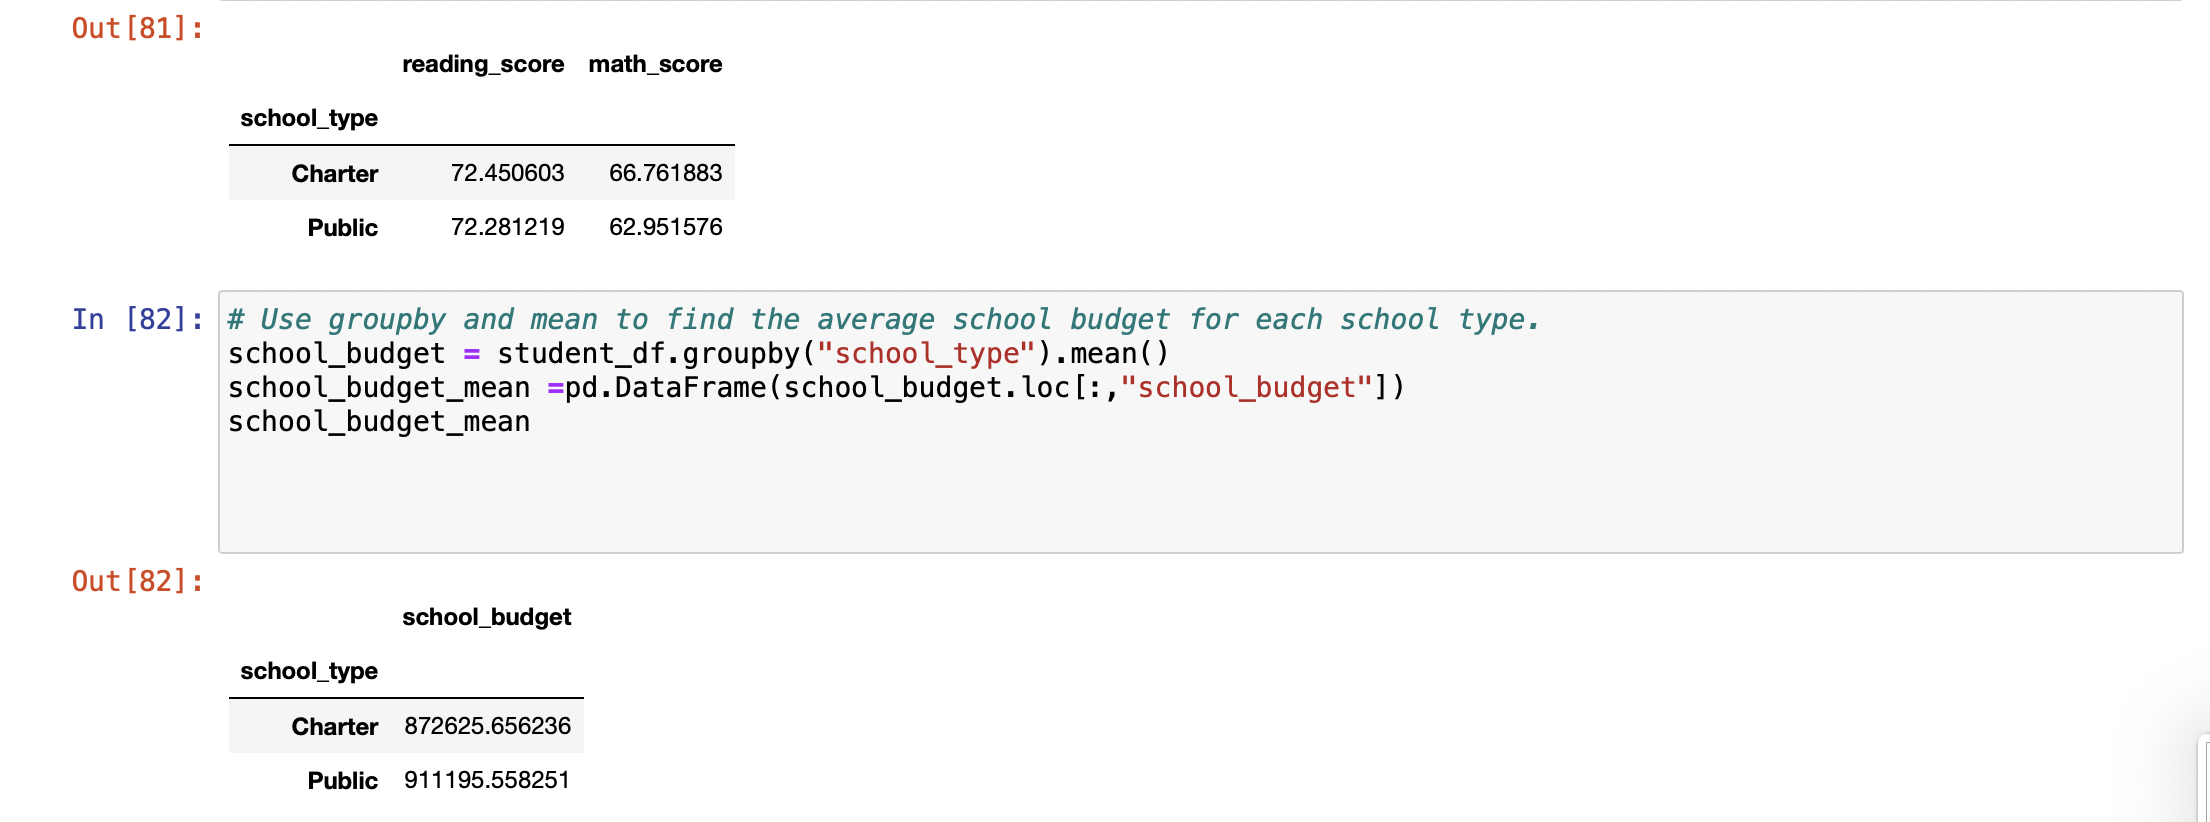 Out[81]:
reading_score math_score
school_type
Charter 72.450603 66.761883
Public 72.281219 62.951576
In [82]: # Use groupby and mean to find the average school budget for each school type.
school_budget = student_df.groupby("school_type").mean()
school_budget_mean =pd.DataFrame(school_budget.loc[:,"school_budget"])
school_budget_mean
Out[82]:
school_budget
school_type
Charter 872625.656236
Public 911195.558251